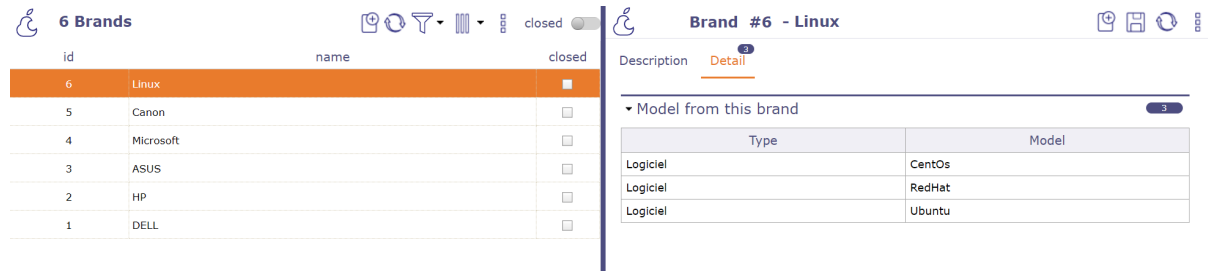 6 Brands
closed
id name closed
6 Linux
5 Canon
4 Microsoft
3 ASUS
2 HP
1 DELL
Brand #6 - Linux
Description Detail 3
Model from this brand 3
Type Model
Logiciel CentOs
Logiciel RedHat
Logiciel Ubuntu